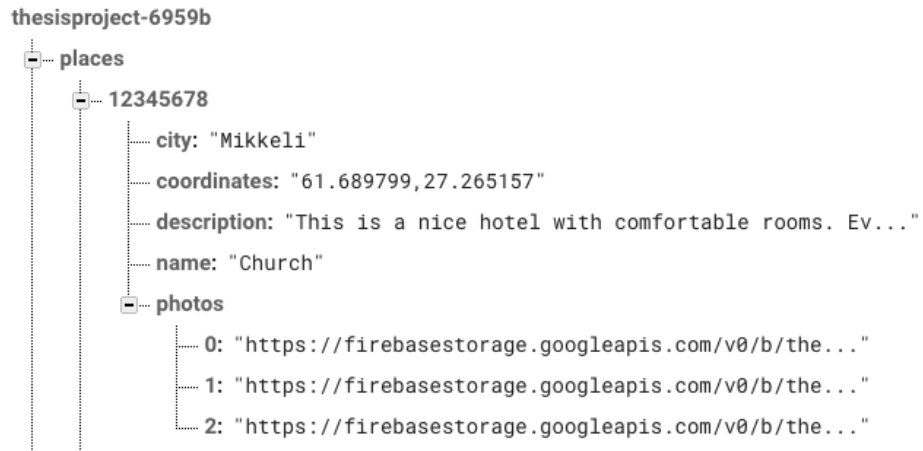 thesisproject-6959b
places
12345678
city: "Mikkeli"
coordinates: "61.689799,27.265157"
description: "This is a nice hotel with comfortable rooms. Ev..."
name: "Church"
photos
0: "https://firebasestorage.googleapis.com/v0/b/the..."
1: "https://firebasestorage.googleapis.com/v0/b/the..."
2: "https://firebasestorage.googleapis.com/v0/b/the..."